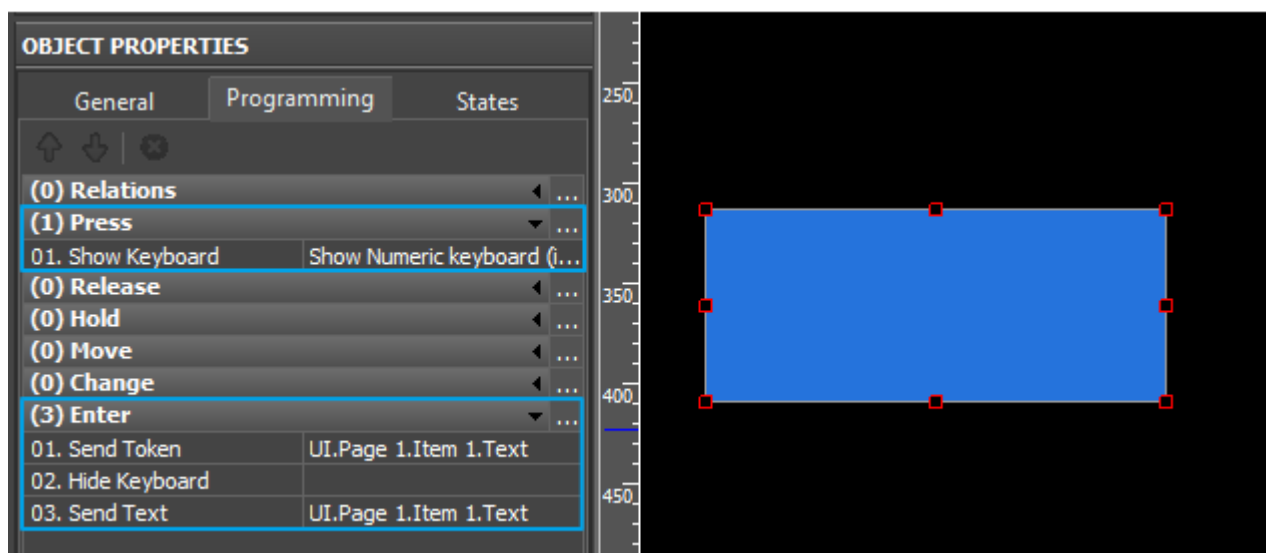 OBJECT PROPERTIES
General Programming States
(0) Relations ...
(1) Press ...
01. Show Keyboard Show Numeric keyboard (i...
(0) Release ...
(0) Hold ...
(0) Move ...
(0) Change ...
(3) Enter ...
01. Send Token UI.Page 1.Item 1.Text
02. Hide Keyboard
03. Send Text UI.Page 1.Item 1.Text
250
300
350
400
450